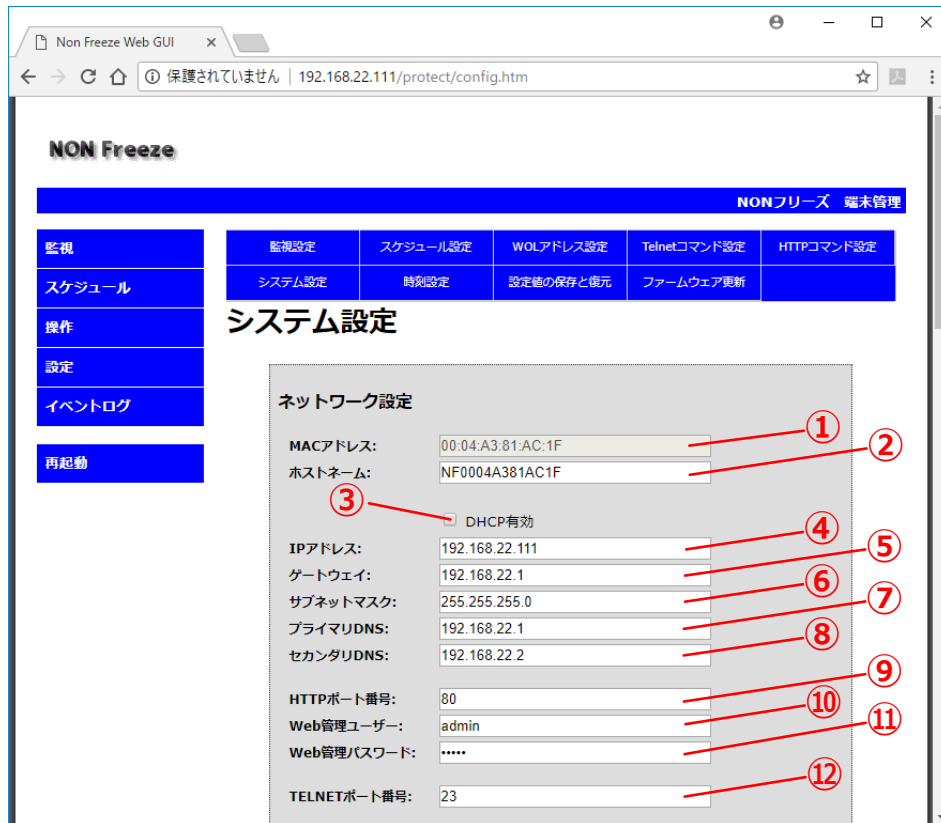 Non Freeze Web GUI
保護されていません | 192.168.22.111/protect/config.htm
NON Freeze
NONフリーズ 端末管理
監視
スケジュール
操作
設定
イベントログ
再起動
監視設定 スケジュール設定 WOLアドレス設定 Telnetコマンド設定 HTTPコマンド設定
システム設定 時刻設定 設定値の保存と復元 ファームウェア更新
システム設定
ネットワーク設定
MACアドレス: 00:04:A3:81:AC:1F ①
ホストネーム: NF0004A381AC1F ②
③ DHCP有効
IPアドレス: 192.168.22.111 ④
ゲートウェイ: 192.168.22.1 ⑤
サブネットマスク: 255.255.255.0 ⑥
プライマリDNS: 192.168.22.1 ⑦
セカンダリDNS: 192.168.22.2 ⑧
HTTPポート番号: 80 ⑨
Web管理ユーザー: admin ⑩
Web管理パスワード: ••••• ⑪
TELNETポート番号: 23 ⑫